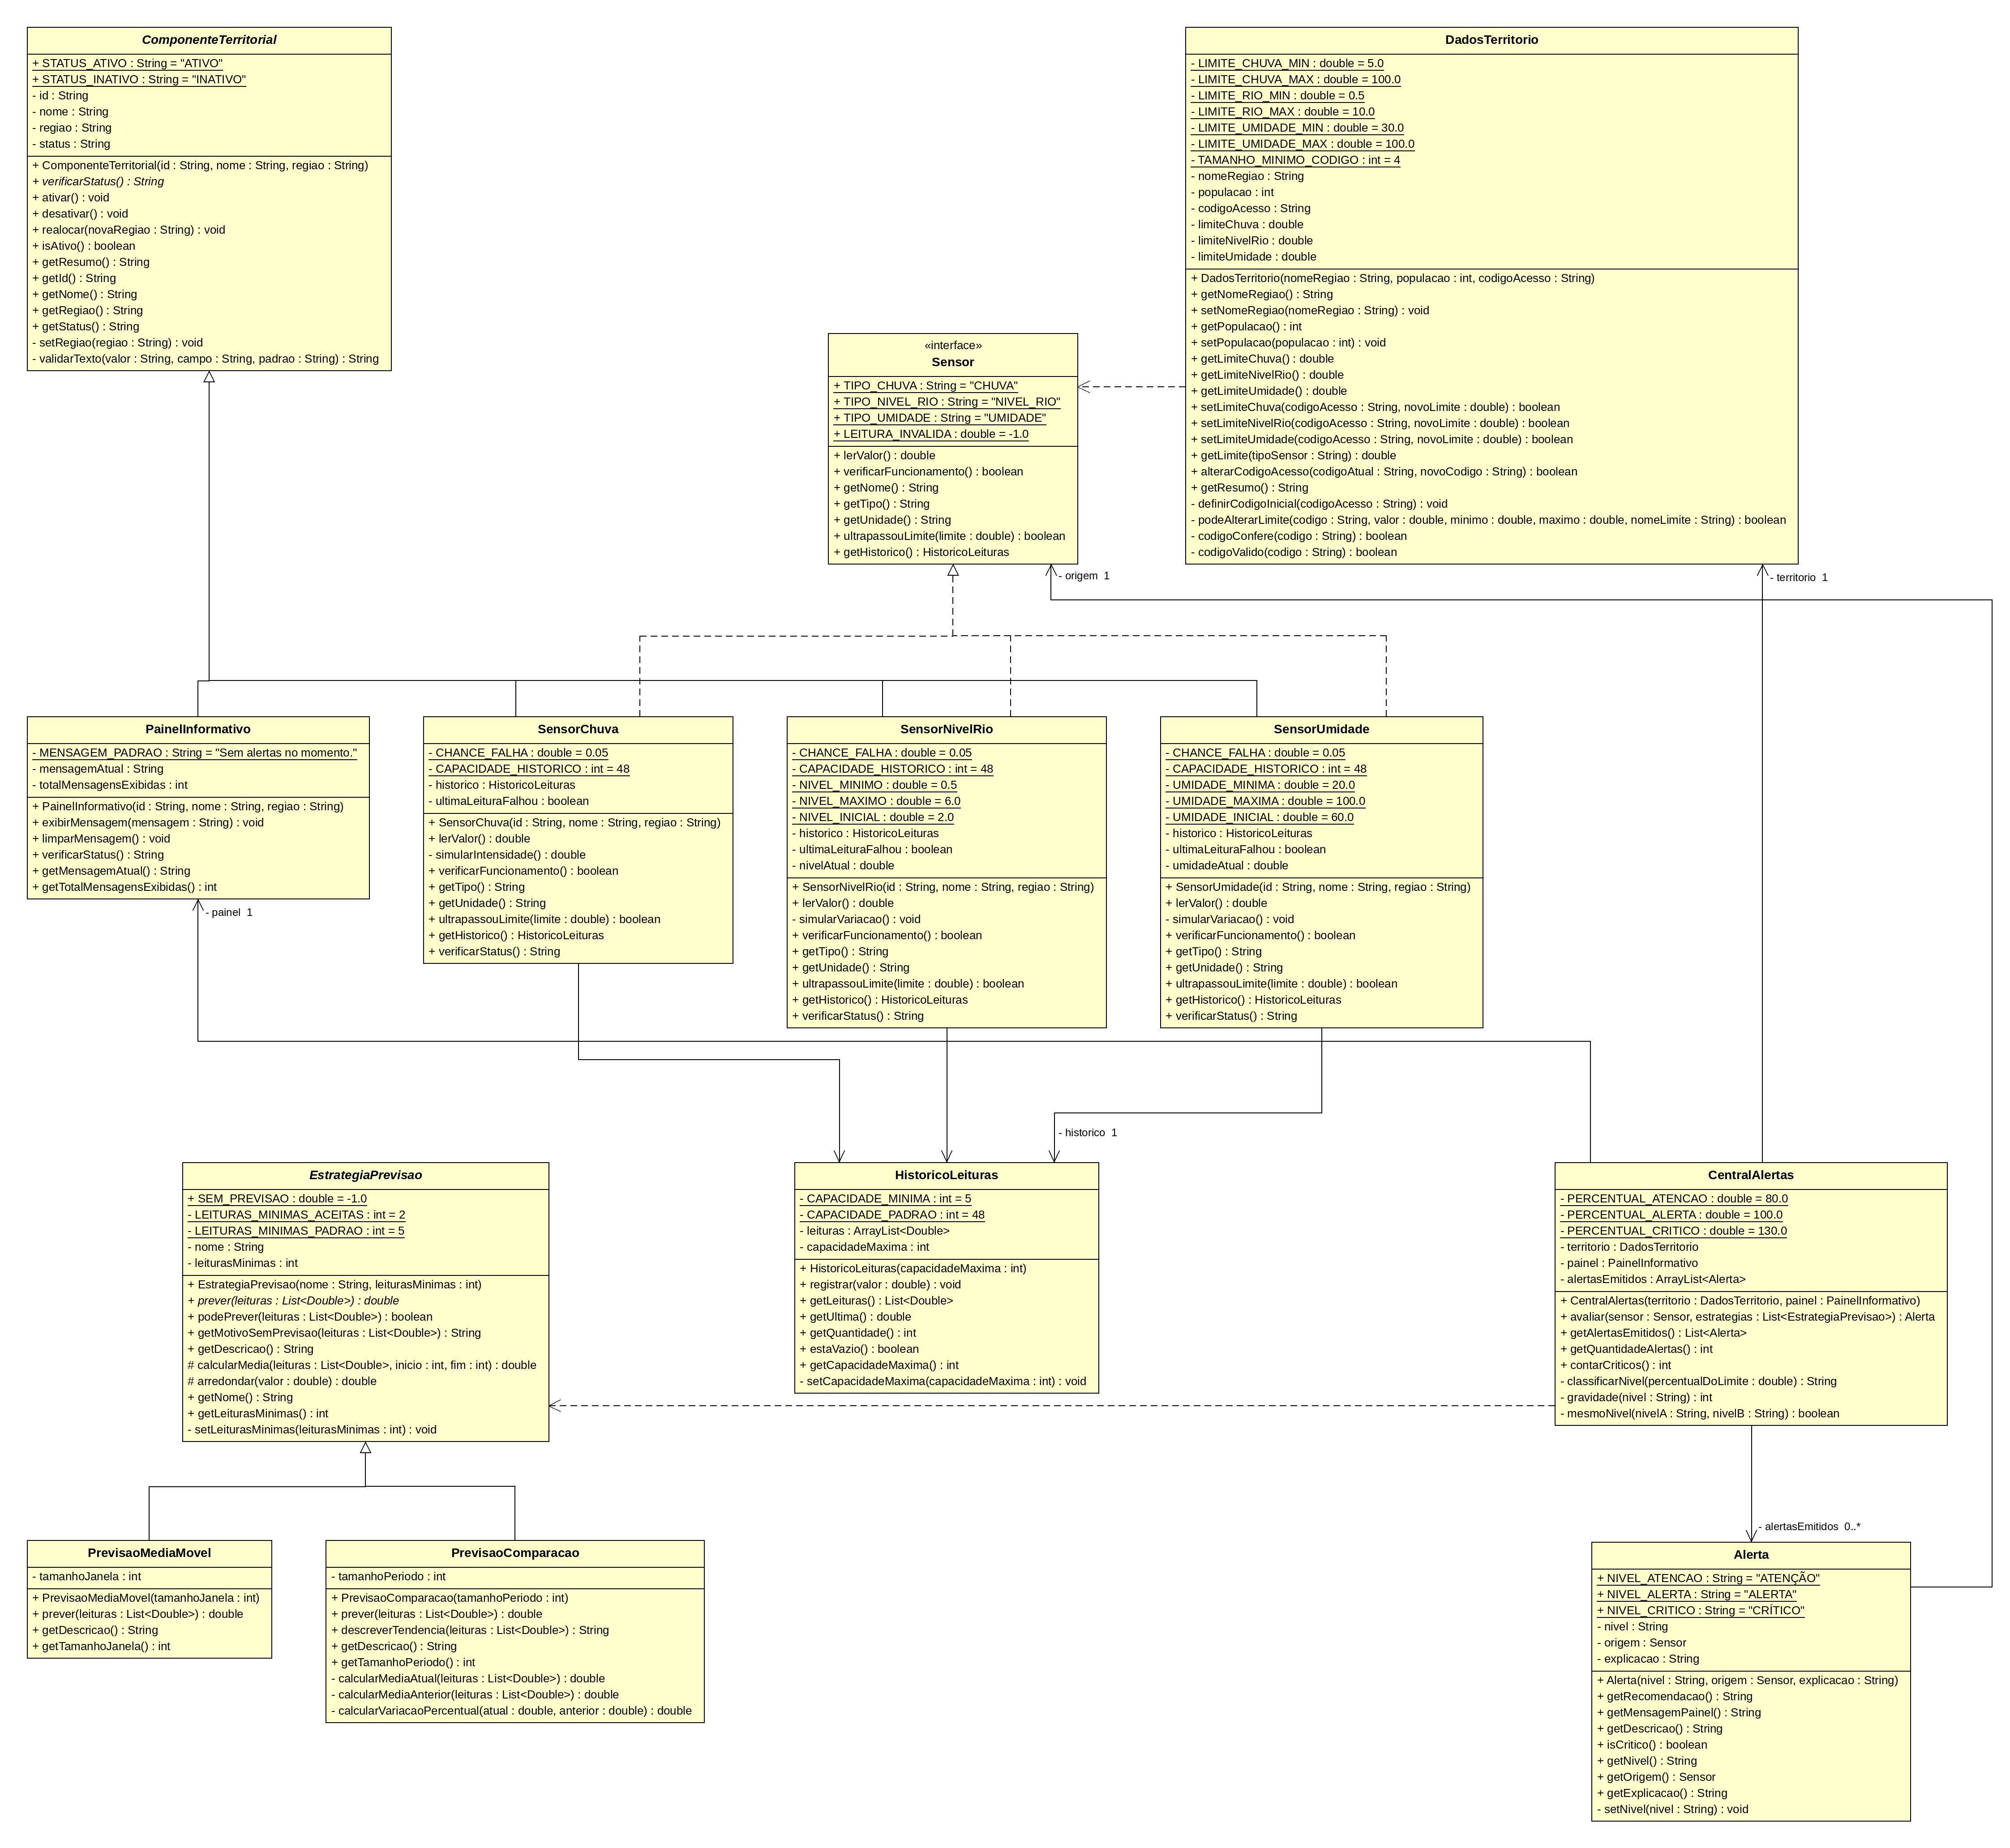 ComponenteTerritorial
+ STATUS_ATIVO : String = "ATIVO"
+ STATUS_INATIVO : String = "INATIVO"
- id : String
- nome : String
- regiao : String
- status : String
+ ComponenteTerritorial(id : String, nome : String, regiao : String)
+ verificarStatus() : String
+ ativar() : void
+ desativar() : void
+ realocar(novaRegiao : String) : void
+ isAtivo() : boolean
+ getResumo() : String
+ getId() : String
+ getNome() : String
+ getRegiao() : String
+ getStatus() : String
- setRegiao(regiao : String) : void
- validarTexto(valor : String, campo : String, padrao : String) : String
DadosTerritorio
- LIMITE_CHUVA_MIN : double = 5.0
- LIMITE_CHUVA_MAX : double = 100.0
- LIMITE_RIO_MIN : double = 0.5
- LIMITE_RIO_MAX : double = 10.0
- LIMITE_UMIDADE_MIN : double = 30.0
- LIMITE_UMIDADE_MAX : double = 100.0
- TAMANHO_MINIMO_CODIGO : int = 4
- nomeRegiao : String
- populacao : int
- codigoAcesso : String
- limiteChuva : double
- limiteNivelRio : double
- limiteUmidade : double
+ DadosTerritorio(nomeRegiao : String, populacao : int, codigoAcesso : String)
+ getNomeRegiao() : String
+ setNomeRegiao(nomeRegiao : String) : void
+ getPopulacao() : int
+ setPopulacao(populacao : int) : void
+ getLimiteChuva() : double
+ getLimiteNivelRio() : double
+ getLimiteUmidade() : double
+ setLimiteChuva(codigoAcesso : String, novoLimite : double) : boolean
+ setLimiteNivelRio(codigoAcesso : String, novoLimite : double) : boolean
+ setLimiteUmidade(codigoAcesso : String, novoLimite : double) : boolean
+ getLimite(tipoSensor : String) : double
+ alterarCodigoAcesso(codigoAtual : String, novoCodigo : String) : boolean
+ getResumo() : String
- definirCodigoInicial(codigoAcesso : String) : void
- podeAlterarLimite(codigo : String, valor : double, minimo : double, maximo : double, nomeLimite : String) : boolean
- codigoConfere(codigo : String) : boolean
- codigoValido(codigo : String) : boolean
«interface»
Sensor
+ TIPO_CHUVA : String = "CHUVA"
+ TIPO_NIVEL_RIO : String = "NIVEL_RIO"
+ TIPO_UMIDADE : String = "UMIDADE"
+ LEITURA_INVALIDA : double = -1.0
+ lerValor() : double
+ verificarFuncionamento() : boolean
+ getNome() : String
+ getTipo() : String
+ getUnidade() : String
+ ultrapassouLimite(limite : double) : boolean
+ getHistorico() : HistoricoLeituras
- origem 1
- territorio 1
PainelInformativo
- MENSAGEM_PADRAO : String = "Sem alertas no momento."
- mensagemAtual : String
- totalMensagensExibidas : int
+ PainelInformativo(id : String, nome : String, regiao : String)
+ exibirMensagem(mensagem : String) : void
+ limparMensagem() : void
+ verificarStatus() : String
+ getMensagemAtual() : String
+ getTotalMensagensExibidas() : int
- painel 1
SensorChuva
- CHANCE_FALHA : double = 0.05
- CAPACIDADE_HISTORICO : int = 48
- historico : HistoricoLeituras
- ultimaLeituraFalhou : boolean
+ SensorChuva(id : String, nome : String, regiao : String)
+ lerValor() : double
- simularIntensidade() : double
+ verificarFuncionamento() : boolean
+ getTipo() : String
+ getUnidade() : String
+ ultrapassouLimite(limite : double) : boolean
+ getHistorico() : HistoricoLeituras
+ verificarStatus() : String
SensorNivelRio
- CHANCE_FALHA : double = 0.05
- CAPACIDADE_HISTORICO : int = 48
- NIVEL_MINIMO : double = 0.5
- NIVEL_MAXIMO : double = 6.0
- NIVEL_INICIAL : double = 2.0
- historico : HistoricoLeituras
- ultimaLeituraFalhou : boolean
- nivelAtual : double
+ SensorNivelRio(id : String, nome : String, regiao : String)
+ lerValor() : double
- simularVariacao() : void
+ verificarFuncionamento() : boolean
+ getTipo() : String
+ getUnidade() : String
+ ultrapassouLimite(limite : double) : boolean
+ getHistorico() : HistoricoLeituras
+ verificarStatus() : String
SensorUmidade
- CHANCE_FALHA : double = 0.05
- CAPACIDADE_HISTORICO : int = 48
- UMIDADE_MINIMA : double = 20.0
- UMIDADE_MAXIMA : double = 100.0
- UMIDADE_INICIAL : double = 60.0
- historico : HistoricoLeituras
- ultimaLeituraFalhou : boolean
- umidadeAtual : double
+ SensorUmidade(id : String, nome : String, regiao : String)
+ lerValor() : double
- simularVariacao() : void
+ verificarFuncionamento() : boolean
+ getTipo() : String
+ getUnidade() : String
+ ultrapassouLimite(limite : double) : boolean
+ getHistorico() : HistoricoLeituras
+ verificarStatus() : String
- historico 1
EstrategiaPrevisao
+ SEM_PREVISAO : double = -1.0
- LEITURAS_MINIMAS_ACEITAS : int = 2
- LEITURAS_MINIMAS_PADRAO : int = 5
- nome : String
- leiturasMinimas : int
+ EstrategiaPrevisao(nome : String, leiturasMinimas : int)
+ prever(leituras : List<Double>) : double
+ podePrever(leituras : List<Double>) : boolean
+ getMotivoSemPrevisao(leituras : List<Double>) : String
+ getDescricao() : String
# calcularMedia(leituras : List<Double>, inicio : int, fim : int) : double
# arredondar(valor : double) : double
+ getNome() : String
+ getLeiturasMinimas() : int
- setLeiturasMinimas(leiturasMinimas : int) : void
HistoricoLeituras
- CAPACIDADE_MINIMA : int = 5
- CAPACIDADE_PADRAO : int = 48
- leituras : ArrayList<Double>
- capacidadeMaxima : int
+ HistoricoLeituras(capacidadeMaxima : int)
+ registrar(valor : double) : void
+ getLeituras() : List<Double>
+ getUltima() : double
+ getQuantidade() : int
+ estaVazio() : boolean
+ getCapacidadeMaxima() : int
- setCapacidadeMaxima(capacidadeMaxima : int) : void
CentralAlertas
- PERCENTUAL_ATENCAO : double = 80.0
- PERCENTUAL_ALERTA : double = 100.0
- PERCENTUAL_CRITICO : double = 130.0
- territorio : DadosTerritorio
- painel : PainelInformativo
- alertasEmitidos : ArrayList<Alerta>
+ CentralAlertas(territorio : DadosTerritorio, painel : PainelInformativo)
+ avaliar(sensor : Sensor, estrategias : List<EstrategiaPrevisao>) : Alerta
+ getAlertasEmitidos() : List<Alerta>
+ getQuantidadeAlertas() : int
+ contarCriticos() : int
- classificarNivel(percentualDoLimite : double) : String
- gravidade(nivel : String) : int
- mesmoNivel(nivelA : String, nivelB : String) : boolean
- alertasEmitidos 0..*
PrevisaoMediaMovel
- tamanhoJanela : int
+ PrevisaoMediaMovel(tamanhoJanela : int)
+ prever(leituras : List<Double>) : double
+ getDescricao() : String
+ getTamanhoJanela() : int
PrevisaoComparacao
- tamanhoPeriodo : int
+ PrevisaoComparacao(tamanhoPeriodo : int)
+ prever(leituras : List<Double>) : double
+ descreverTendencia(leituras : List<Double>) : String
+ getDescricao() : String
+ getTamanhoPeriodo() : int
- calcularMediaAtual(leituras : List<Double>) : double
- calcularMediaAnterior(leituras : List<Double>) : double
- calcularVariacaoPercentual(atual : double, anterior : double) : double
Alerta
+ NIVEL_ATENCAO : String = "ATENÇÃO"
+ NIVEL_ALERTA : String = "ALERTA"
+ NIVEL_CRITICO : String = "CRÍTICO"
- nivel : String
- origem : Sensor
- explicacao : String
+ Alerta(nivel : String, origem : Sensor, explicacao : String)
+ getRecomendacao() : String
+ getMensagemPainel() : String
+ getDescricao() : String
+ isCritico() : boolean
+ getNivel() : String
+ getOrigem() : Sensor
+ getExplicacao() : String
- setNivel(nivel : String) : void